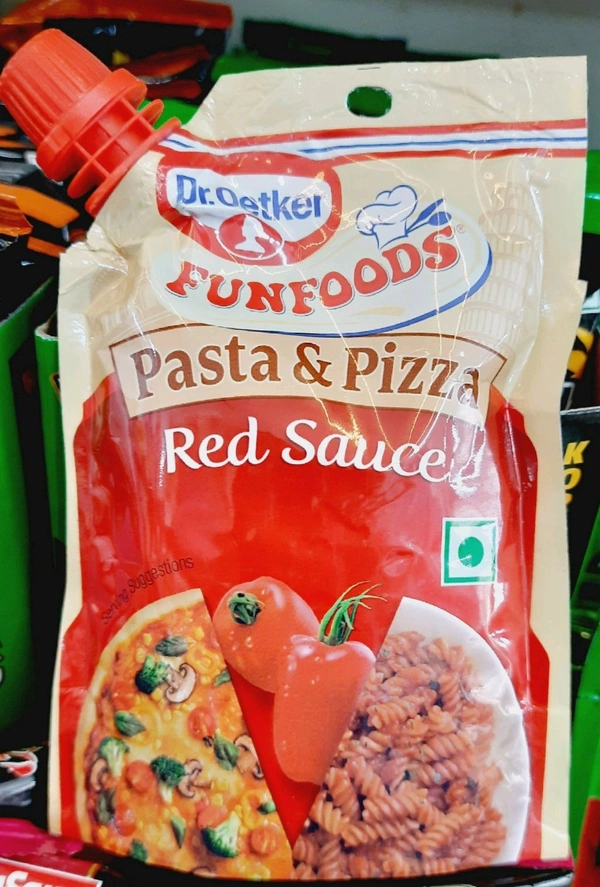 Dr.Oetker
FUNFOODS®
Pasta & Pizza
Red Sauce
Serving Suggestions